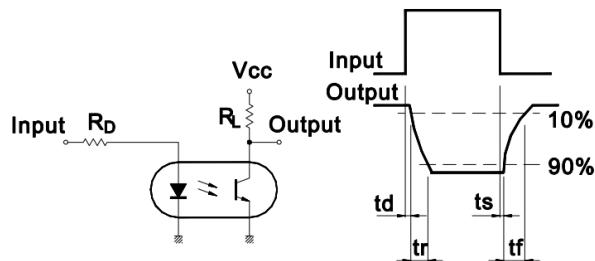 Vcc
RL
Input
RD
Output
Input
Output
10%
90%
td
ts
tr
tf